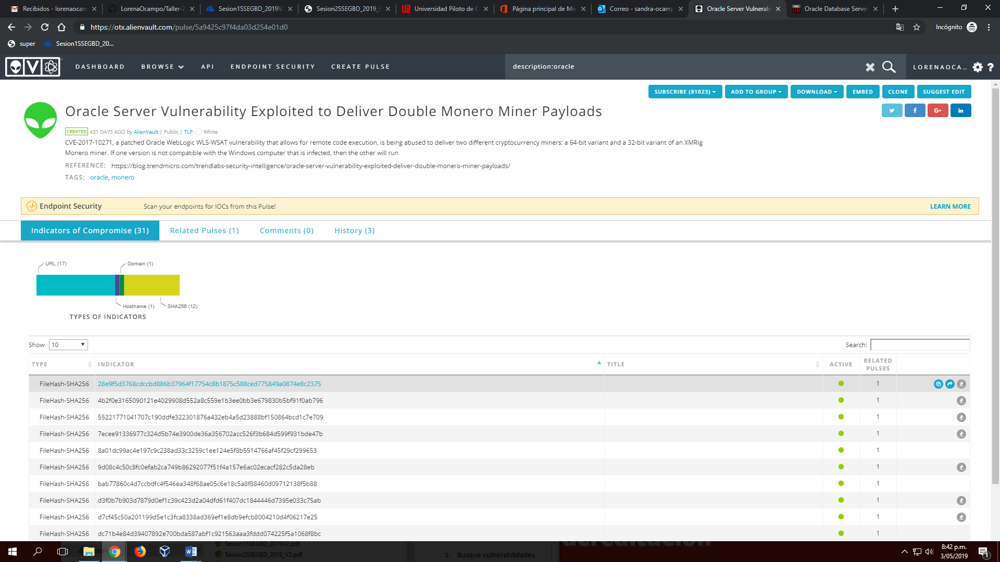 Recibidos - lorenaocam
LorenaOcampo/Taller-2
Sesion1SSEGBD_2019V
Sesion2SSEGBD_2019_V
Universidad Piloto de C
Página principal de Mic
Correo - sandra-ocamp
Oracle Server Vulnerabi
Oracle Database Server
https://otx.alienvault.com/pulse/5a9425c97f4da03d254e01d0
Incógnito
super
Sesion1SSEGBD_20...
V
DASHBOARD
BROWSE
API
ENDPOINT SECURITY
CREATE PULSE
description:oracle
LORENAOCA...
SUBSCRIBE (81023)
ADD TO GROUP
DOWNLOAD
EMBED
CLONE
SUGGEST EDIT
Oracle Server Vulnerability Exploited to Deliver Double Monero Miner Payloads
CREATED 431 DAYS AGO by AlienVault | Public | TLP: White
CVE-2017-10271, a patched Oracle WebLogic WLS-WSAT vulnerability that allows for remote code execution, is being abused to deliver two different cryptocurrency miners: a 64-bit variant and a 32-bit variant of an XMRig
Monero miner. If one version is not compatible with the Windows computer that is infected, then the other will run
REFERENCE: https://blog.trendmicro.com/trendlabs-security-intelligence/oracle-server-vulnerability-exploited-deliver-double-monero-miner-payloads/
TAGS: oracle, monero
Endpoint Security
Scan your endpoints for IOCs from this Pulse!
LEARN MORE
Indicators of Compromise (31)
Related Pulses (1)
Comments (0)
History (3)
URL (17)
Domain (1)
Hostname (1)
SHA256 (12)
TYPES OF INDICATORS
Show 10
Search:
TYPE INDICATOR TITLE ACTIVE RELATED PULSES
FileHash-SHA256 28e9f5d3768cdccbd886b37964f17754c8b1875c588ced775849a0874e8c2375 1
FileHash-SHA256 4b2f0e3165090121e4029908d552a8c559e1b3ee0bb3e679830b5bf91f0ab796 1
FileHash-SHA256 55221771041707c190ddfe322301876a432eb4a5d23888bf150864bcd1c7e709 1
FileHash-SHA256 7ecee91336977c324d5b74e3900de36a356702acc526f3b684d599f931bde47b 1
FileHash-SHA256 8a01dc99ac4e197c9c238ad33c3259c1ee124e5f8b5514766af45f29cf299653 1
FileHash-SHA256 9d08c4c50c8fc0efab2ca749b86292077f51f4a157e6ac02ecacf282c5da28eb 1
FileHash-SHA256 bab77860c4d7ccbdfc4f546ea348f68ae05c6e18c5a8f88460d09712138f5b88 1
FileHash-SHA256 d3f0b7b903d7879d0ef1c39c423d2a04dfd61f407dc1844446d7395e033c75ab 1
FileHash-SHA256 d7cf45c50a201199d5e1c3fca8338ad369ef1e8db9efcb8004210d4f06217e25 1
FileHash-SHA256 dc71b4e84d39407892e700bda587abf1c921563aaa3fddd074225f5a1068f8bc 1
Sesion1SSEGBD_2019V2.pdf
Sesion2SSEGBD_2019_V2.pdf
1. Busque vulnerabilidades
acreditación
8:42 p.m.
3/05/2019
1